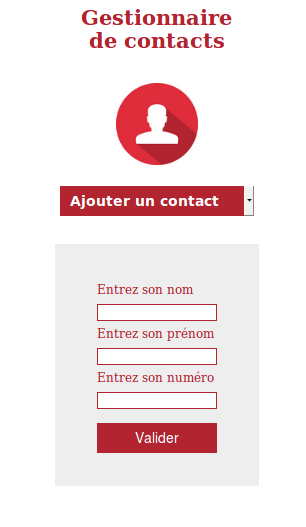 Gestionnaire
de contacts
Ajouter un contact
Entrez son nom
Entrez son prénom
Entrez son numéro
Valider